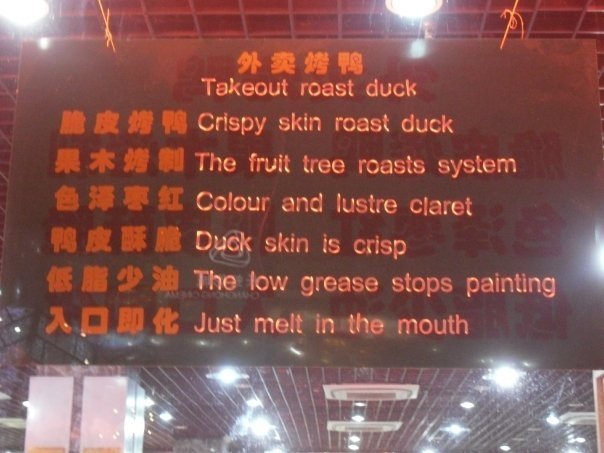 外卖烤鸭
Takeout roast duck
脆皮烤鸭 Crispy skin roast duck
果木烤制 The fruit tree roasts system
色泽枣红 Colour and lustre claret
鸭皮酥脆 Duck skin is crisp
低脂少油 The low grease stops painting
入口即化 Just melt in the mouth